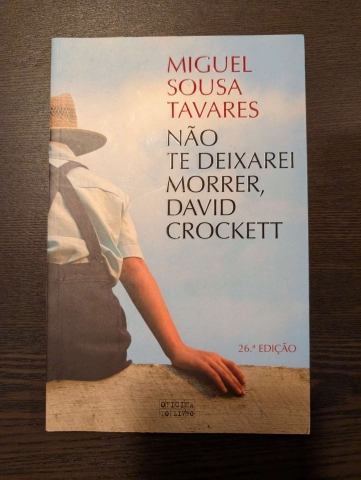 MIGUEL
SOUSA
TAVARES
NÃO
TE DEIXAREI
MORRER,
DAVID
CROCKETT
26.ª EDIÇÃO
OFICINA
DO LIVRO